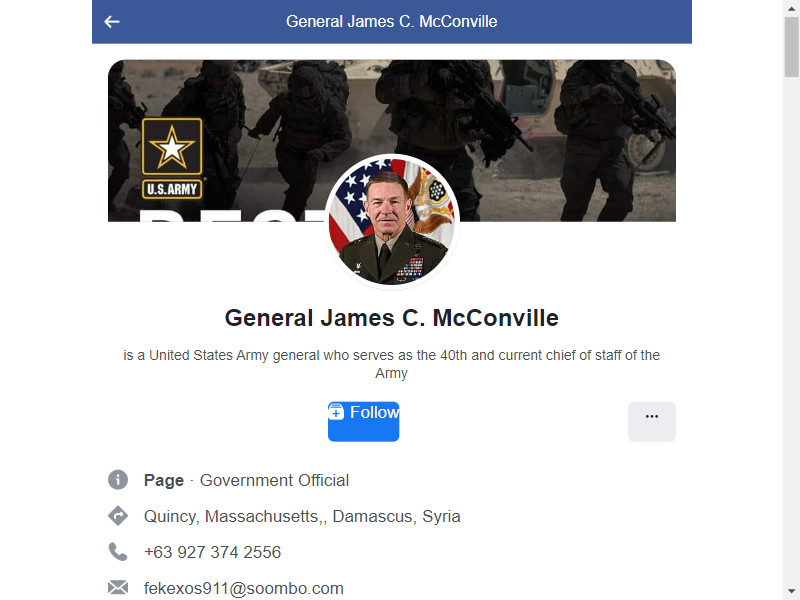 General James C. McConville
U.S.ARMY
General James C. McConville
is a United States Army general who serves as the 40th and current chief of staff of the
Army
Follow
...
Page · Government Official
Quincy, Massachusetts,, Damascus, Syria
+63 927 374 2556
fekexos911@soombo.com